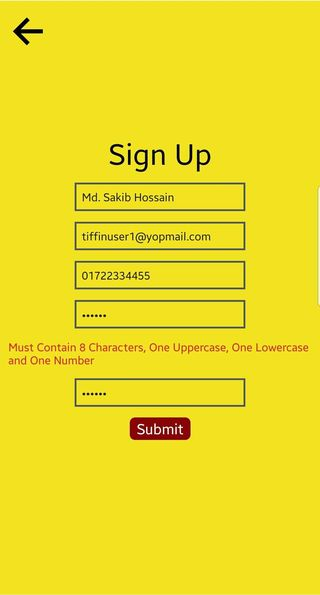 Sign Up
Md. Sakib Hossain
tiffinuser1@yopmail.com
01722334455
••••••
Must Contain 8 Characters, One Uppercase, One Lowercase
and One Number
••••••
Submit